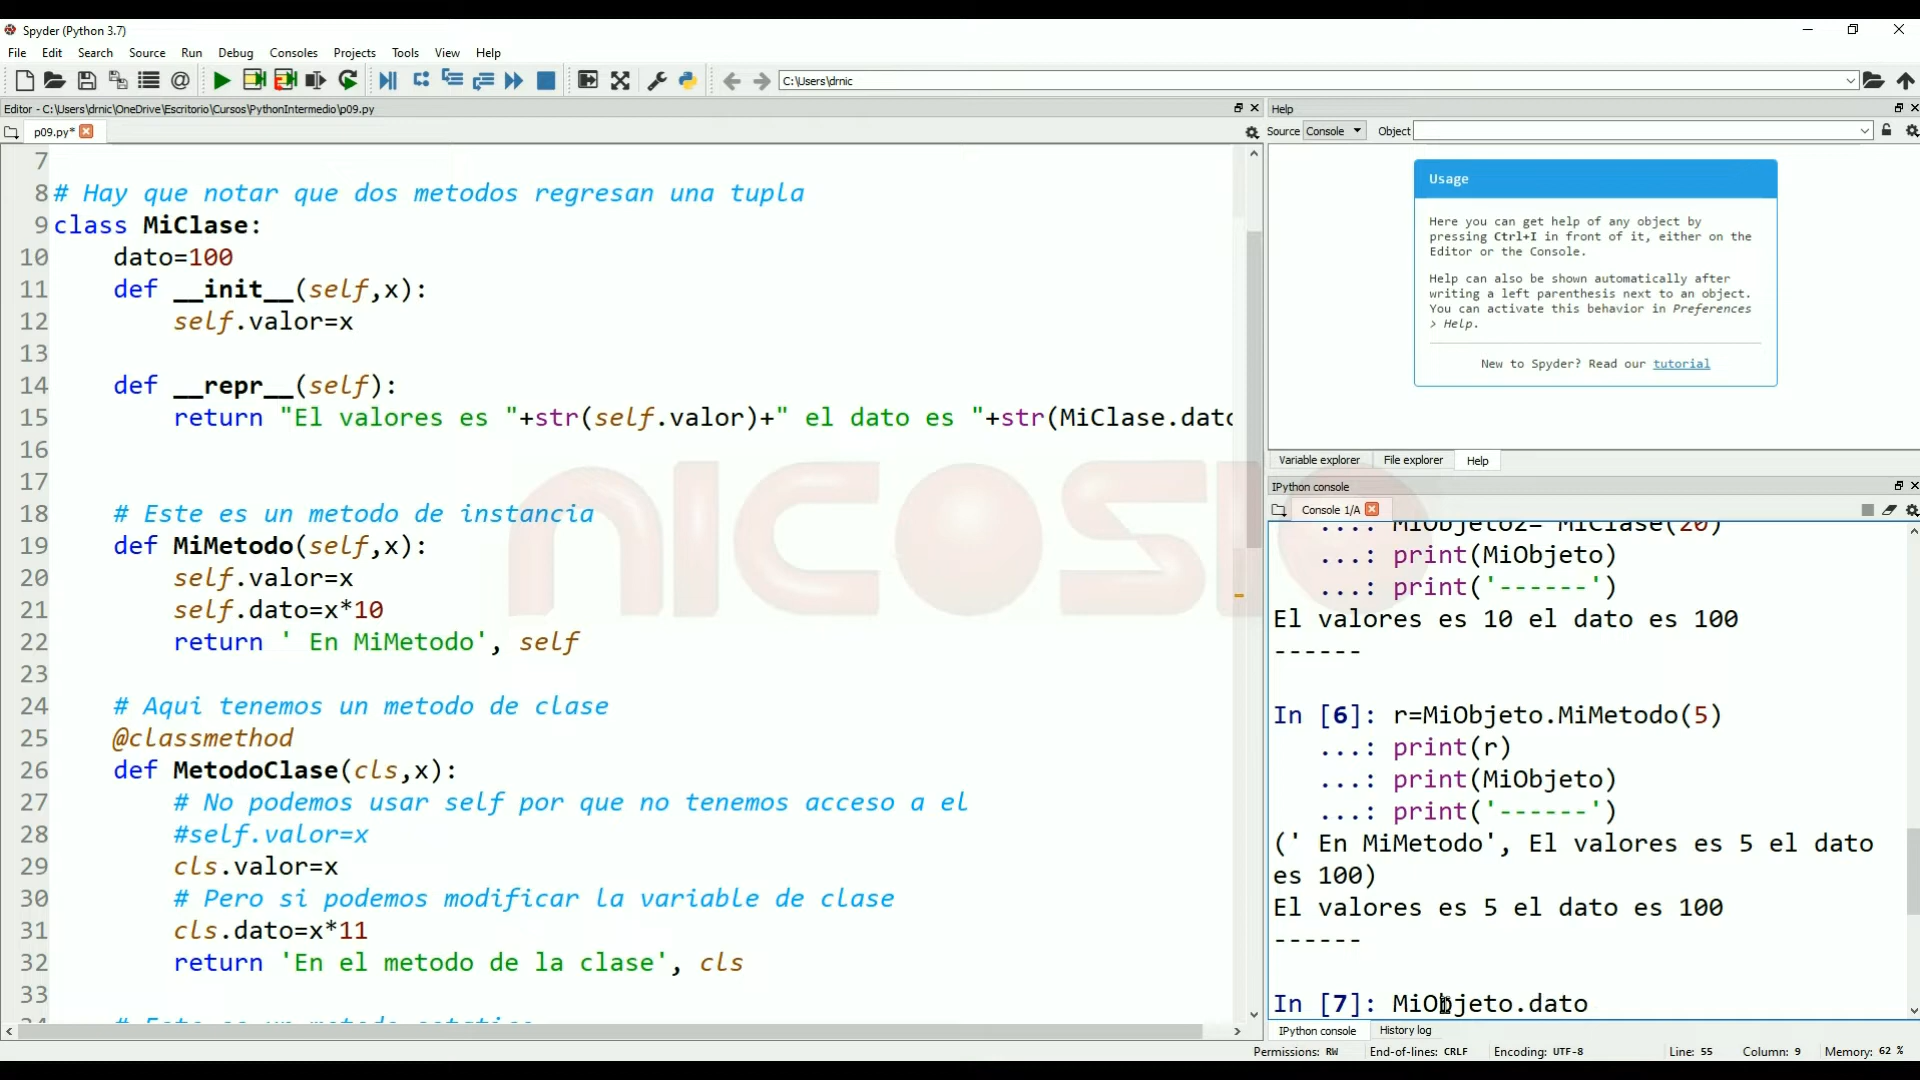 Spyder (Python 3.7)
File Edit Search Source Run Debug Consoles Projects Tools View Help
C:\Users\drnic
Editor - C:\Users\drnic\OneDrive\Escritorio\Cursos\PythonIntermedio\p09.py
p09.py*
7
8 # Hay que notar que dos metodos regresan una tupla
9 class MiClase:
10 dato=100
11 def __init__(self,x):
12 self.valor=x
13
14 def __repr__(self):
15 return "El valores es "+str(self.valor)+" el dato es "+str(MiClase.dato
16
17
18 # Este es un metodo de instancia
19 def MiMetodo(self,x):
20 self.valor=x
21 self.dato=x*10
22 return ' En MiMetodo', self
23
24 # Aqui tenemos un metodo de clase
25 @classmethod
26 def MetodoClase(cls,x):
27 # No podemos usar self por que no tenemos acceso a el
28 #self.valor=x
29 cls.valor=x
30 # Pero si podemos modificar la variable de clase
31 cls.dato=x*11
32 return 'En el metodo de la clase', cls
33
NICOSIO
Help
Source Console Object
Usage
Here you can get help of any object by
pressing Ctrl+I in front of it, either on the
Editor or the Console.
Help can also be shown automatically after
writing a left parenthesis next to an object.
You can activate this behavior in Preferences
> Help.
New to Spyder? Read our tutorial
Variable explorer File explorer Help
IPython console
Console 1/A
...: MiObjeto2= MiClase(20)
...: print(MiObjeto)
...: print('------')
El valores es 10 el dato es 100
------
In [6]: r=MiObjeto.MiMetodo(5)
...: print(r)
...: print(MiObjeto)
...: print('------')
(' En MiMetodo', El valores es 5 el dato
es 100)
El valores es 5 el dato es 100
------
In [7]: MiObjeto.dato
IPython console History log
Permissions: RW End-of-lines: CRLF Encoding: UTF-8 Line: 55 Column: 9 Memory: 62 %